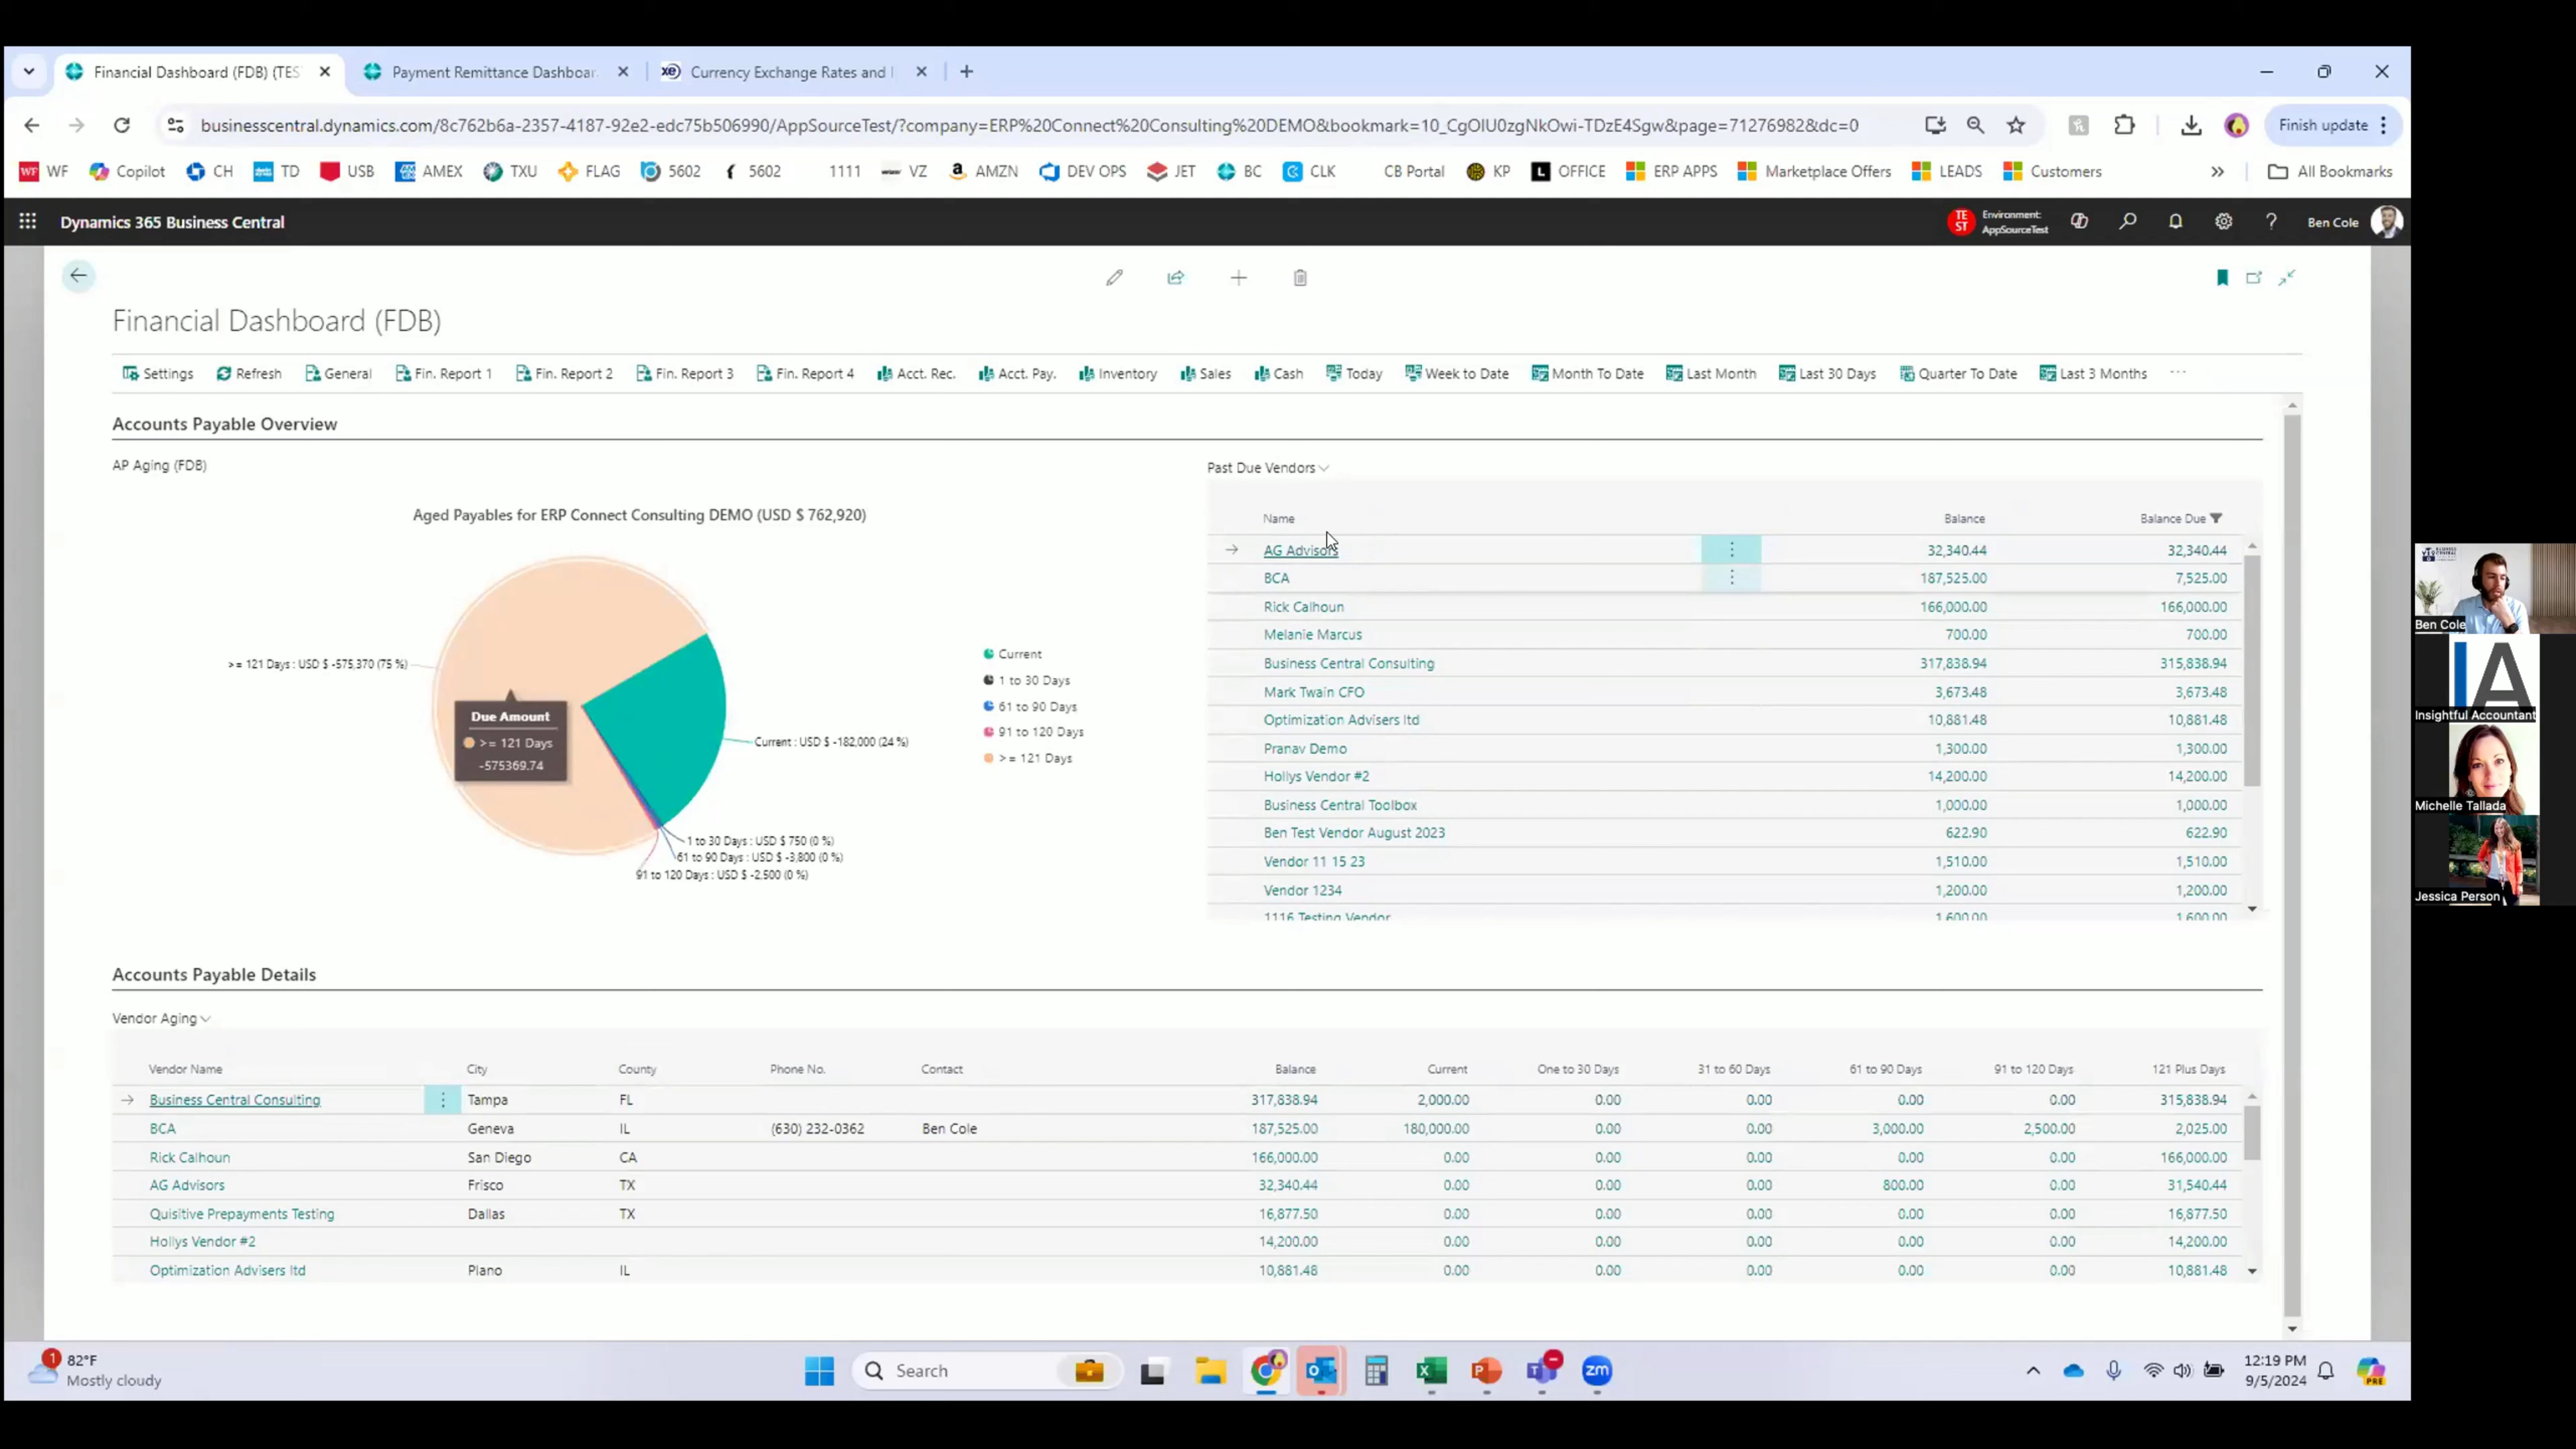 Financial Dashboard (FDB) (TES
Payment Remittance Dashboar
Currency Exchange Rates and
businesscentral.dynamics.com/8c762b6a-2357-4187-92e2-edc75b506990/AppSourceTest/?company=ERP%20Connect%20Consulting%20DEMO&bookmark=10_CgOIU0zgNkOwi-TDzE4Sgw&page=71276982&dc=0
Finish update
WF WF Copilot CH TD USB AMEX TXU FLAG 5602 5602 1111 VZ AMZN DEV OPS JET BC CLK CB Portal KP OFFICE ERP APPS Marketplace Offers LEADS Customers All Bookmarks
Dynamics 365 Business Central
TE ST
Environment:
AppSourceTest
Ben Cole
Financial Dashboard (FDB)
Settings Refresh General Fin. Report 1 Fin. Report 2 Fin. Report 3 Fin. Report 4 Acct. Rec. Acct. Pay. Inventory Sales Cash Today Week to Date Month To Date Last Month Last 30 Days Quarter To Date Last 3 Months
Accounts Payable Overview
AP Aging (FDB)
Aged Payables for ERP Connect Consulting DEMO (USD $ 762,920)
>= 121 Days : USD $ -575,370 (75 %)
Due Amount
>= 121 Days
-575369.74
Current : USD $ -182,000 (24 %)
1 to 30 Days : USD $ 750 (0 %)
61 to 90 Days : USD $ -3,800 (0 %)
91 to 120 Days : USD $ -2,500 (0 %)
Current
1 to 30 Days
61 to 90 Days
91 to 120 Days
>= 121 Days
Past Due Vendors
Name Balance Balance Due
AG Advisors 32,340.44 32,340.44
BCA 187,525.00 7,525.00
Rick Calhoun 166,000.00 166,000.00
Melanie Marcus 700.00 700.00
Business Central Consulting 317,838.94 315,838.94
Mark Twain CFO 3,673.48 3,673.48
Optimization Advisers ltd 10,881.48 10,881.48
Pranav Demo 1,300.00 1,300.00
Hollys Vendor #2 14,200.00 14,200.00
Business Central Toolbox 1,000.00 1,000.00
Ben Test Vendor August 2023 622.90 622.90
Vendor 11 15 23 1,510.00 1,510.00
Vendor 1234 1,200.00 1,200.00
1116 Testing Vendor 1,600.00 1,600.00
Accounts Payable Details
Vendor Aging
Vendor Name City County Phone No. Contact Balance Current One to 30 Days 31 to 60 Days 61 to 90 Days 91 to 120 Days 121 Plus Days
Business Central Consulting Tampa FL 317,838.94 2,000.00 0.00 0.00 0.00 0.00 315,838.94
BCA Geneva IL (630) 232-0362 Ben Cole 187,525.00 180,000.00 0.00 0.00 3,000.00 2,500.00 2,025.00
Rick Calhoun San Diego CA 166,000.00 0.00 0.00 0.00 0.00 0.00 166,000.00
AG Advisors Frisco TX 32,340.44 0.00 0.00 0.00 800.00 0.00 31,540.44
Quisitive Prepayments Testing Dallas TX 16,877.50 0.00 0.00 0.00 0.00 0.00 16,877.50
Hollys Vendor #2 14,200.00 0.00 0.00 0.00 0.00 0.00 14,200.00
Optimization Advisers ltd Plano IL 10,881.48 0.00 0.00 0.00 0.00 0.00 10,881.48
1
82°F
Mostly cloudy
Search
12:19 PM
9/5/2024
Ben Cole
IA
Insightful Accountant
Michelle Tallada
Jessica Person